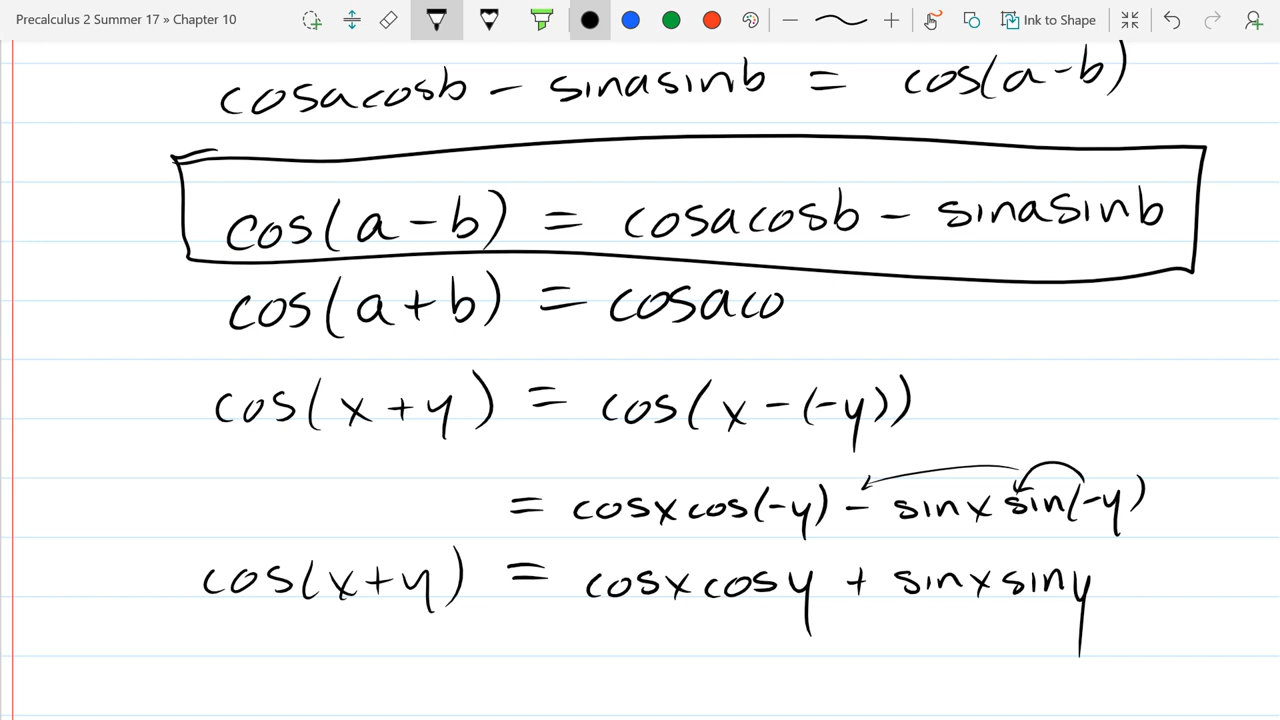 Precalculus 2 Summer 17 » Chapter 10 Ink to Shape
cosacosb - sinasinb = cos(a-b)
cos(a-b) = cosacosb - sinasinb
cos(a+b) = cosaco
cos(x+y) = cos(x-(-y))
= cosxcos(-y) - sinxsin(-y)
cos(x+y) = cosxcosy + sinxsiny